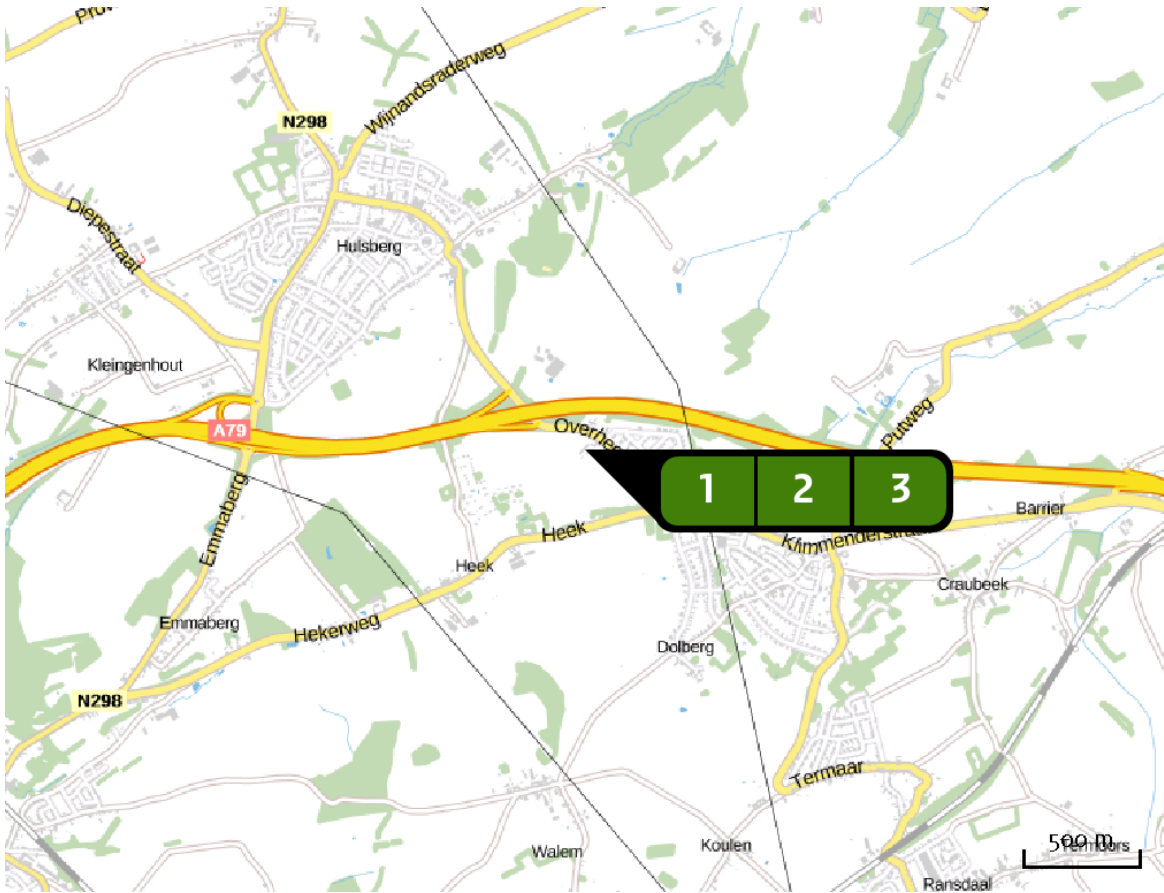 Wijnandsraderweg
N298
Diepestraat
Hulsberg
Kleingenhout
Putweg
A79
1
2
3
Emmaberg
Barrier
Heek
Heek
Craubeek
Emmaberg
Hekerweg
Dolberg
N298
Termaar
500 m
Koulen
Walem
Ransdaal